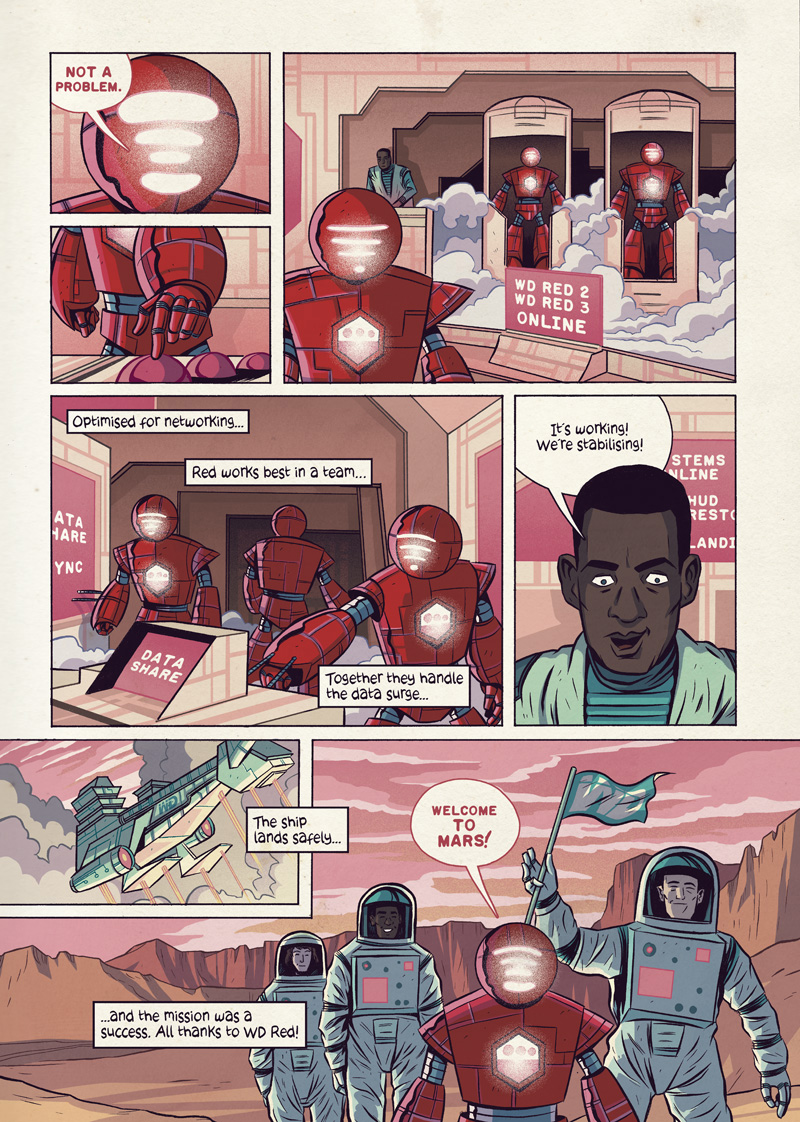 NOT A
PROBLEM.
WD RED 2
WD RED 3
ONLINE
Optimised for networking...
Red works best in a team...
ATA
HARE
YNC
DATA
SHARE
Together they handle
the data surge...
It's working!
We're stabilising!
STEMS
NLINE
HUD
RESTO
LANDI
The ship
lands safely...
WELCOME
TO
MARS!
...and the mission was a
success. All thanks to WD Red!